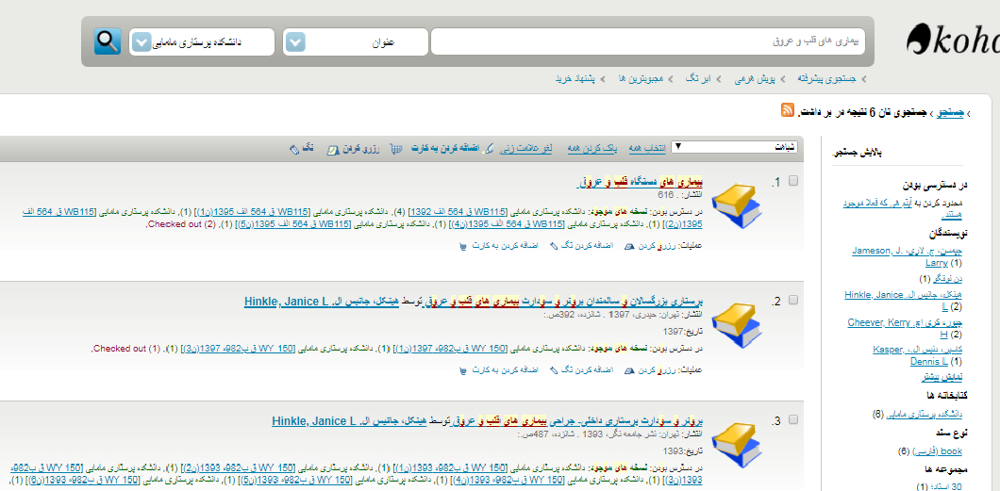 koha
بیماری های قلب و عروق
عنوان
دانشکده پرستاری مامایی
جستجوی پیشرفته
پویش هرمی
ابر تگ
مجبوبترین ها
پشنهاد خرید
جستجو › جستجوی تان 6 نتیجه در بر داشت.
پالایش جستجو
در دسترسی بودن
محدود کردن به آیتم هی که فعلا موجود
هستند.
نویسندگان
جیمسن، ج. لاری، Jameson, J.
Larry (1)
دن لونگو (1)
هینکل، جانیس ال. Hinkle, Janice
L (2)
چیور، کری اچ. Cheever, Kerry
H (2)
کاسپر، دنیس ال.، Kasper,
Dennis L (1)
نمایش بیشتر
کتابخانه ها
دانشکده پرستاری مامایی (6)
نوع سند
book (فارسی) (6)
مجموعه ها
30 استاد؛ (1)
شباهت
انتخاب همه
پاک کردن همه
لغو علامت زنی
اضافه کردن به کارت
رزرو کردن
تگ
1. بیماری های دستگاه قلب و عروق
انتشار: . 616
در دسترس بودن: نسخه های موجود: دانشکده پرستاری مامایی [WB115 ق 564 الف 1392] (4), دانشکده پرستاری مامایی [WB115 ق 564 الف 1395(ن1)] (1), دانشکده پرستاری مامایی [WB115 ق 564 الف
1395(ن2)] (1), دانشکده پرستاری مامایی [WB115 ق 564 الف 1395(ن4)] (1), دانشکده پرستاری مامایی [WB115 ق 564 الف 1395(ن5)] (1), Checked out (2).
عملیات: رزرو کردن اضافه کردن تگ اضافه کردن به کارت
2. پرستاری بزرگسالان و سالمندان برونر و سودارث بیماری های قلب و عروق توسط هینکل، جانیس ال. Hinkle, Janice L
انتشار: تهران: حیدری، 1397 . شانزده، 392ص.:
تاریخ:1397
در دسترس بودن: نسخه های موجود: دانشکده پرستاری مامایی [WY 150 ق ب982، 1397(ن1)] (1), دانشکده پرستاری مامایی [WY 150 ق ب982، 1397(ن3)] (1), Checked out (1).
عملیات: رزرو کردن اضافه کردن تگ اضافه کردن به کارت
3. برونر و سودارث پرستاری داخلی- جراحی بیماری های قلب و عروق توسط هینکل، جانیس ال. Hinkle, Janice L
انتشار: تهران: نشر جامعه نگر، 1393 . شانزده، 487ص.:
تاریخ:1393
در دسترس بودن: نسخه های موجود: دانشکده پرستاری مامایی [WY 150 ق ب982، 1393(ن1)] (1), دانشکده پرستاری مامایی [WY 150 ق ب982، 1393(ن2)] (1), دانشکده پرستاری مامایی [WY 150 ق ب982،
1393(ن3)] (1), دانشکده پرستاری مامایی [WY 150 ق ب982، 1393(ن4)] (1), دانشکده پرستاری مامایی [WY 150 ق ب982، 1393(ن5)] (1), دانشکده پرستاری مامایی [WY 150 ق ب982، 1393(ن6)] (1),